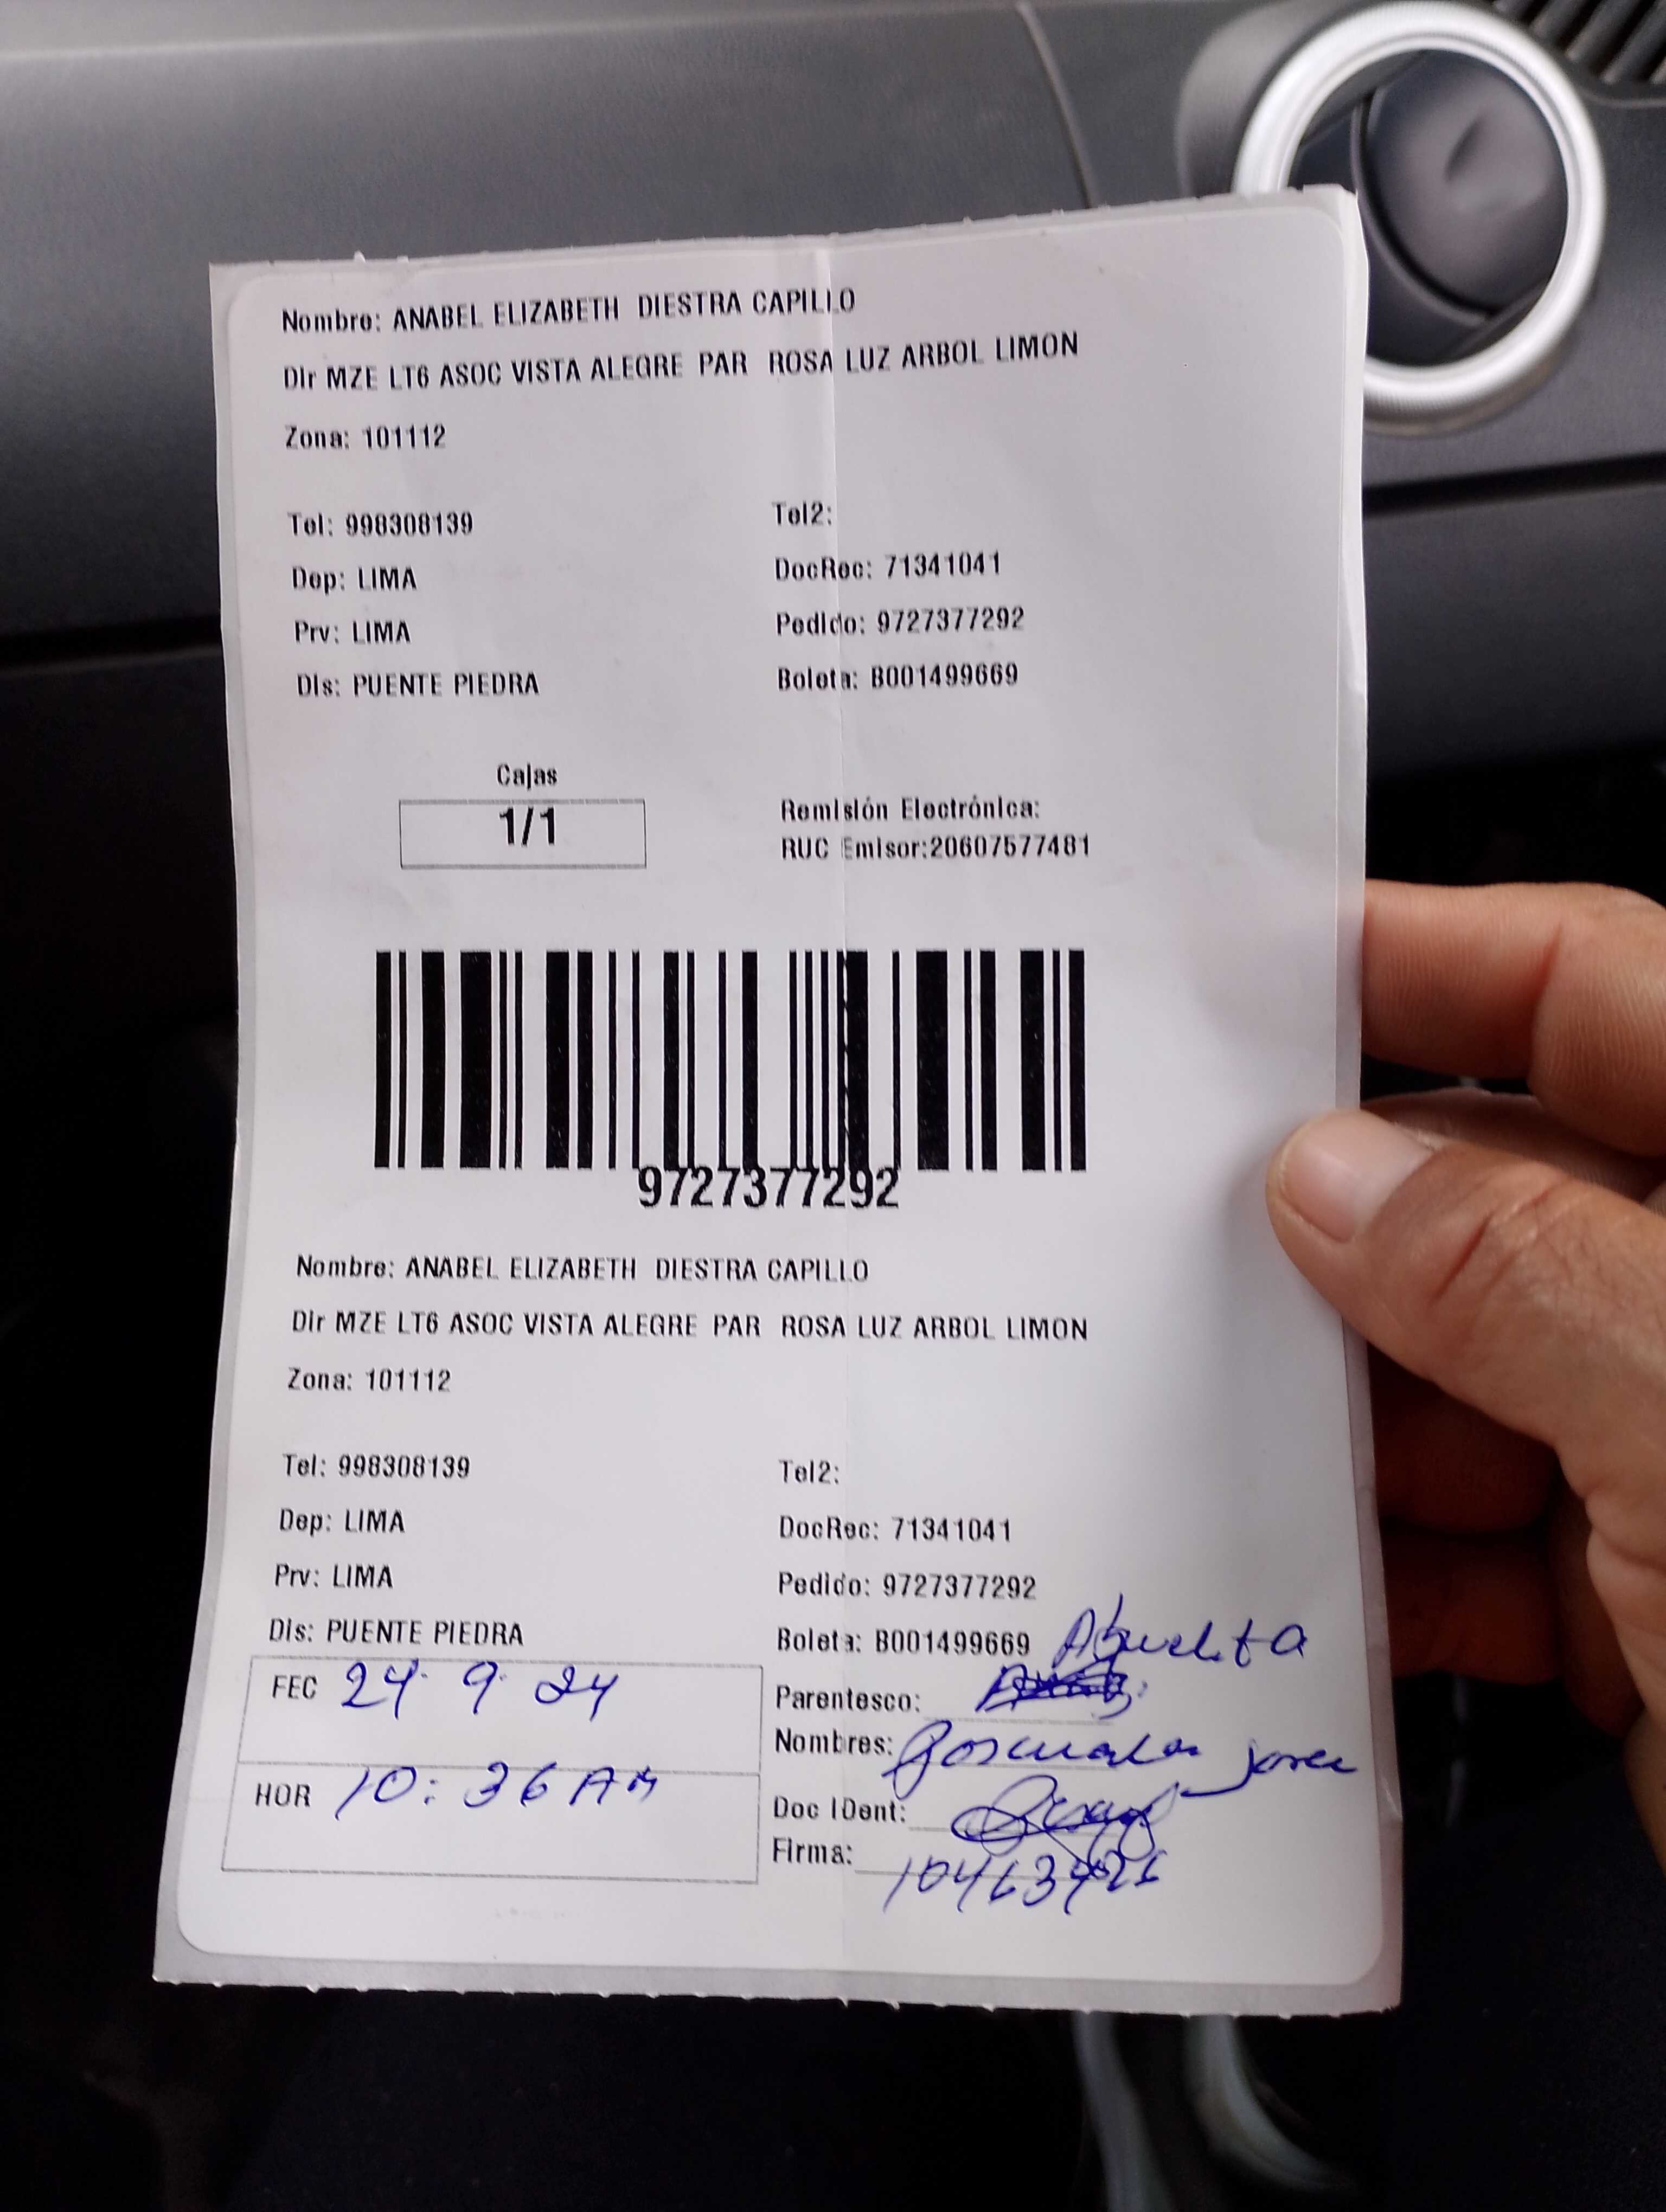 Nombre: ANABEL ELIZABETH DIESTRA CAPILLO
Dir MZE LT6 ASOC VISTA ALEGRE PAR ROSA LUZ ARBOL LIMON
Zona: 101112
Tel: 998308139 Tel2:
Dep: LIMA DocRec: 71341041
Prv: LIMA Pedido: 9727377292
Dis: PUENTE PIEDRA Boleta: B001499669
Cajas
1/1
Remisión Electrónica:
RUC Emisor:20607577481
9727377292
Nombre: ANABEL ELIZABETH DIESTRA CAPILLO
Dir MZE LT6 ASOC VISTA ALEGRE PAR ROSA LUZ ARBOL LIMON
Zona: 101112
Tel: 998308139 Tel2:
Dep: LIMA DocRec: 71341041
Prv: LIMA Pedido: 9727377292
Dis: PUENTE PIEDRA Boleta: B001499669
Abuelita
FEC 24 9 24
Parentesco:
Nombres:
HOR 10:36 AM
Doc IDent:
Firma: